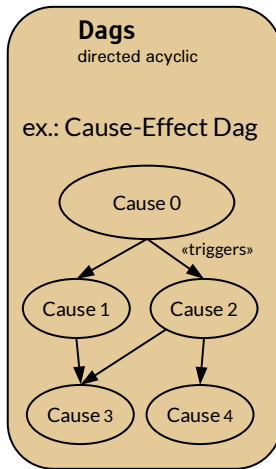 Dags
directed acyclic
ex.: Cause-Effect Dag
Cause 0
«triggers»
Cause 1
Cause 2
Cause 3
Cause 4